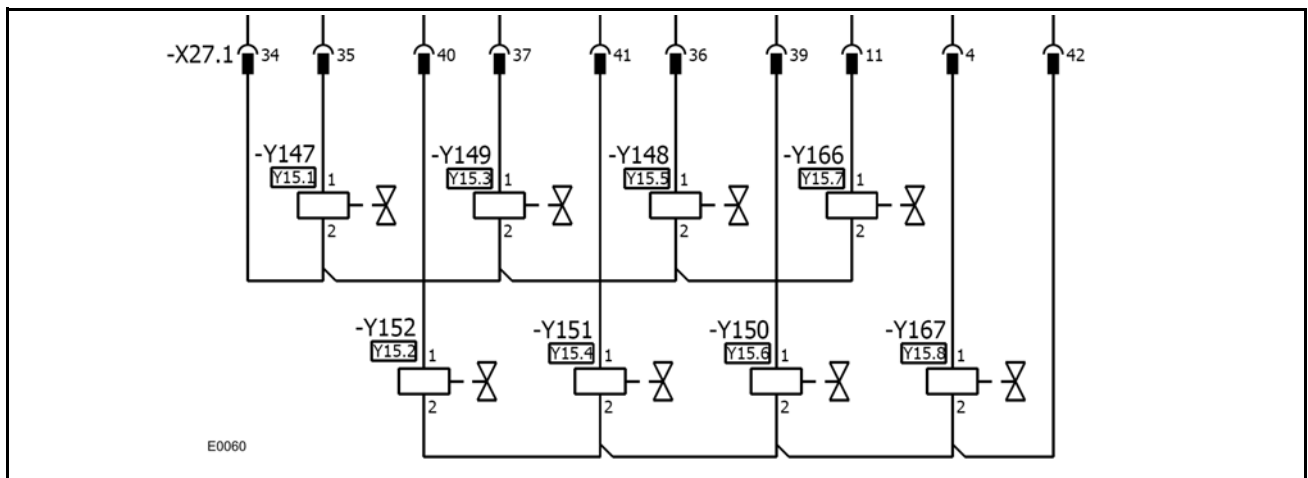 -X27.1 34 35 40 37 41 36 39 11 4 42
-Y147 -Y149 -Y148 -Y166
Y15.1 1 Y15.3 1 Y15.5 1 Y15.7 1
2 2 2 2
-Y152 -Y151 -Y150 -Y167
Y15.2 1 Y15.4 1 Y15.6 1 Y15.8 1
2 2 2 2
E0060